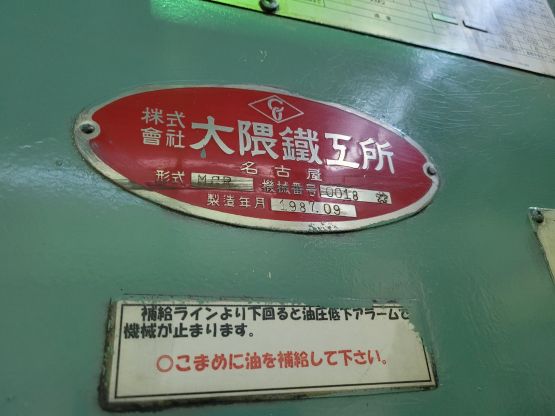 株式
會社
大隈鐵工所
名古屋
形式 MCR 機械番号 0018
製造年月 1987.09
補給ラインより下回ると油圧低下アラームで
機械が止まります。
○こまめに油を補給して下さい。